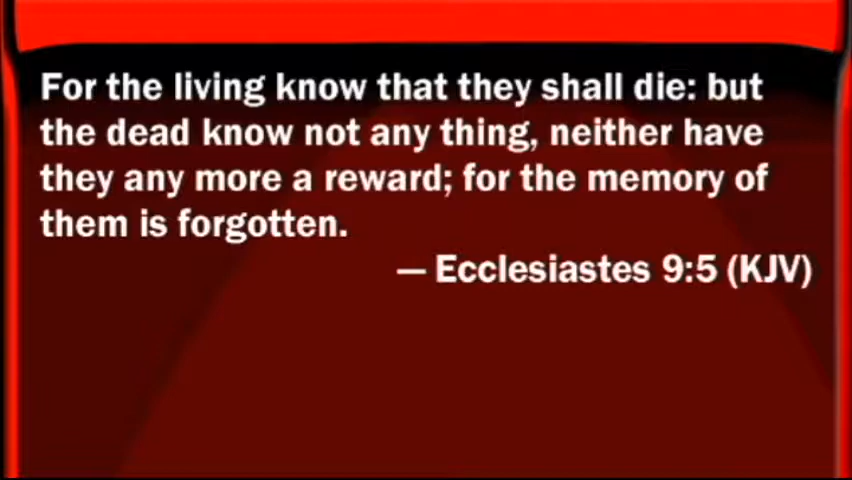 For the living know that they shall die: but
the dead know not any thing, neither have
they any more a reward; for the memory of
them is forgotten.
— Ecclesiastes 9:5 (KJV)